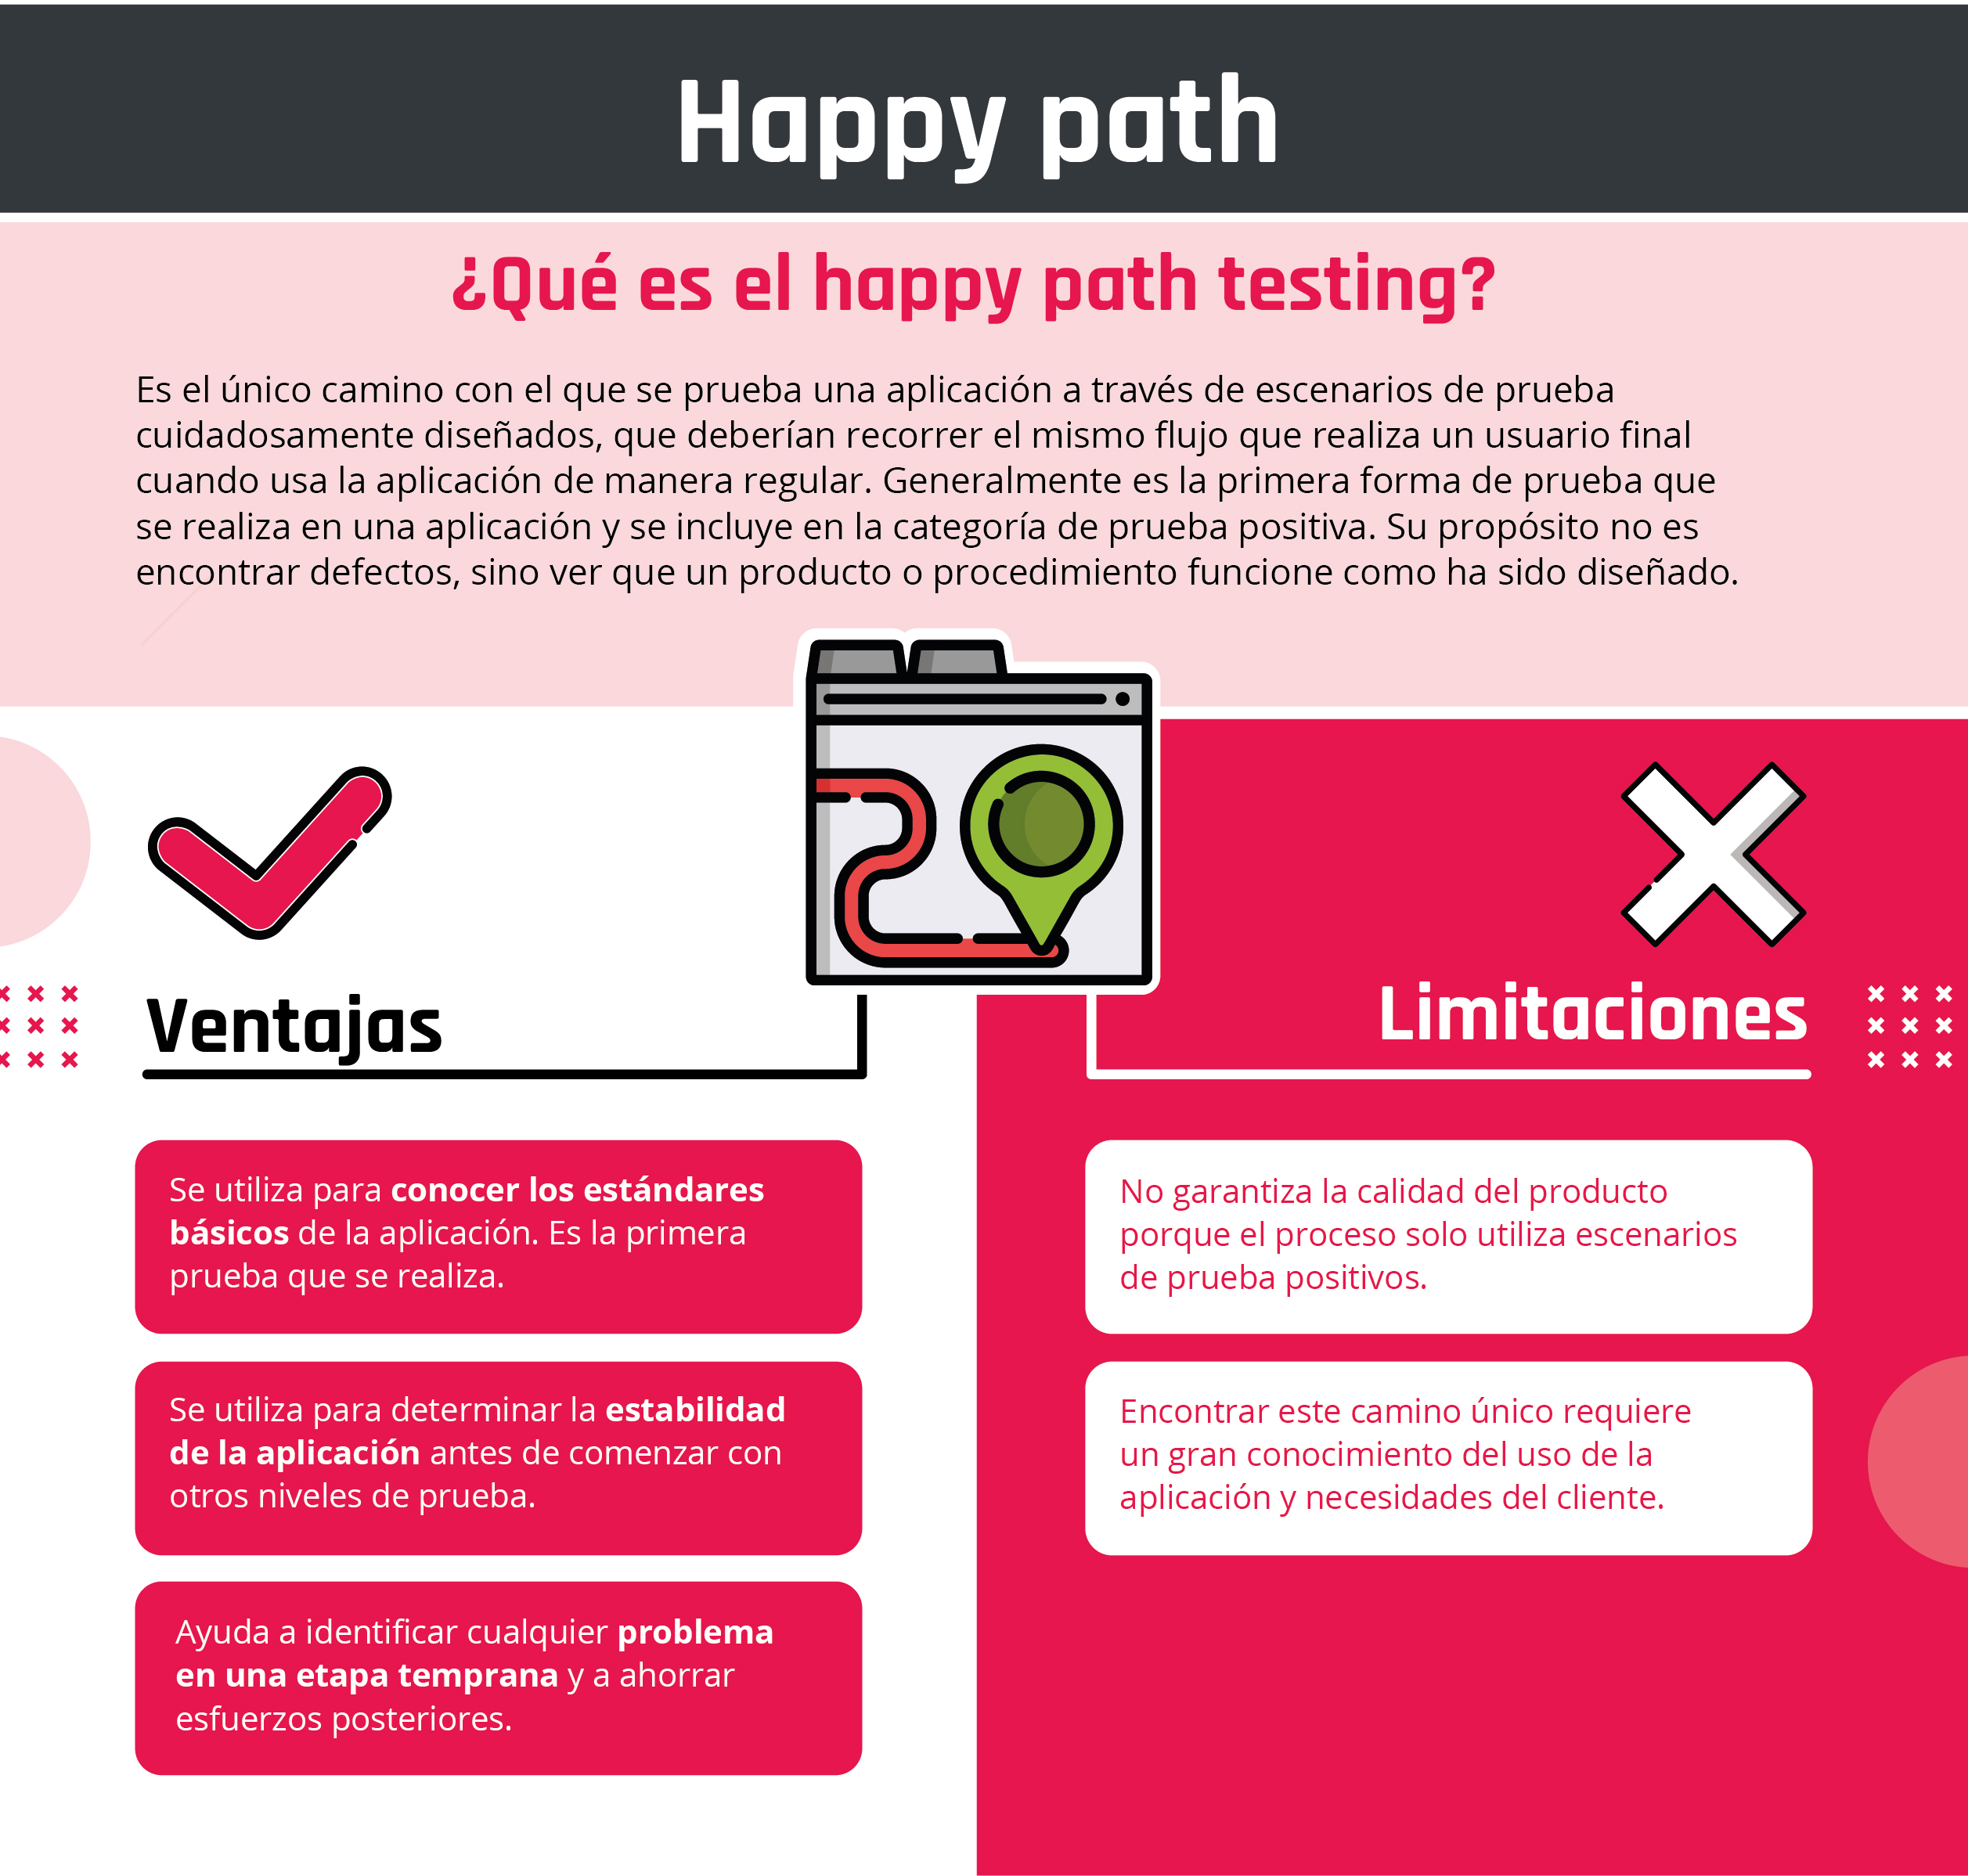 Happy path
¿Qué es el happy path testing?
Es el único camino con el que se prueba una aplicación a través de escenarios de prueba
cuidadosamente diseñados, que deberían recorrer el mismo flujo que realiza un usuario final
cuando usa la aplicación de manera regular. Generalmente es la primera forma de prueba que
se realiza en una aplicación y se incluye en la categoría de prueba positiva. Su propósito no es
encontrar defectos, sino ver que un producto o procedimiento funcione como ha sido diseñado.
Ventajas
Se utiliza para conocer los estándares
básicos de la aplicación. Es la primera
prueba que se realiza.
Se utiliza para determinar la estabilidad
de la aplicación antes de comenzar con
otros niveles de prueba.
Ayuda a identificar cualquier problema
en una etapa temprana y a ahorrar
esfuerzos posteriores.
Limitaciones
No garantiza la calidad del producto
porque el proceso solo utiliza escenarios
de prueba positivos.
Encontrar este camino único requiere
un gran conocimiento del uso de la
aplicación y necesidades del cliente.